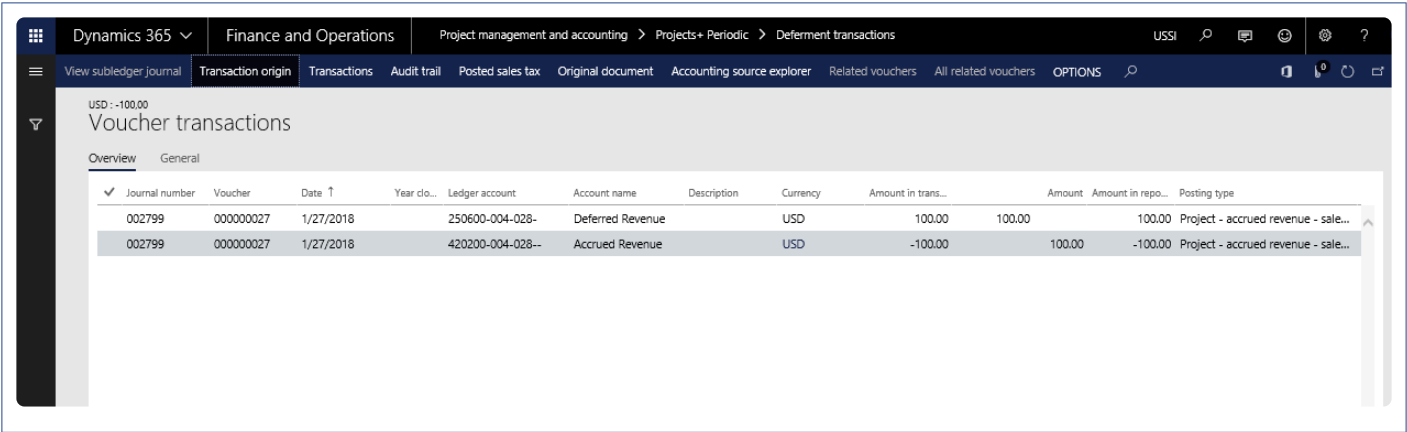 Dynamics 365 Finance and Operations Project management and accounting > Projects+ Periodic > Deferment transactions USSI ?
View subledger journal Transaction origin Transactions Audit trail Posted sales tax Original document Accounting source explorer Related vouchers All related vouchers OPTIONS 0
USD : -100,00
Voucher transactions
Overview General
Journal number Voucher Date ↑ Year clo... Ledger account Account name Description Currency Amount in trans... Amount Amount in repo... Posting type
002799 000000027 1/27/2018 250600-004-028- Deferred Revenue USD 100.00 100.00 100.00 Project - accrued revenue - sale...
002799 000000027 1/27/2018 420200-004-028-- Accrued Revenue USD -100.00 100.00 -100.00 Project - accrued revenue - sale...